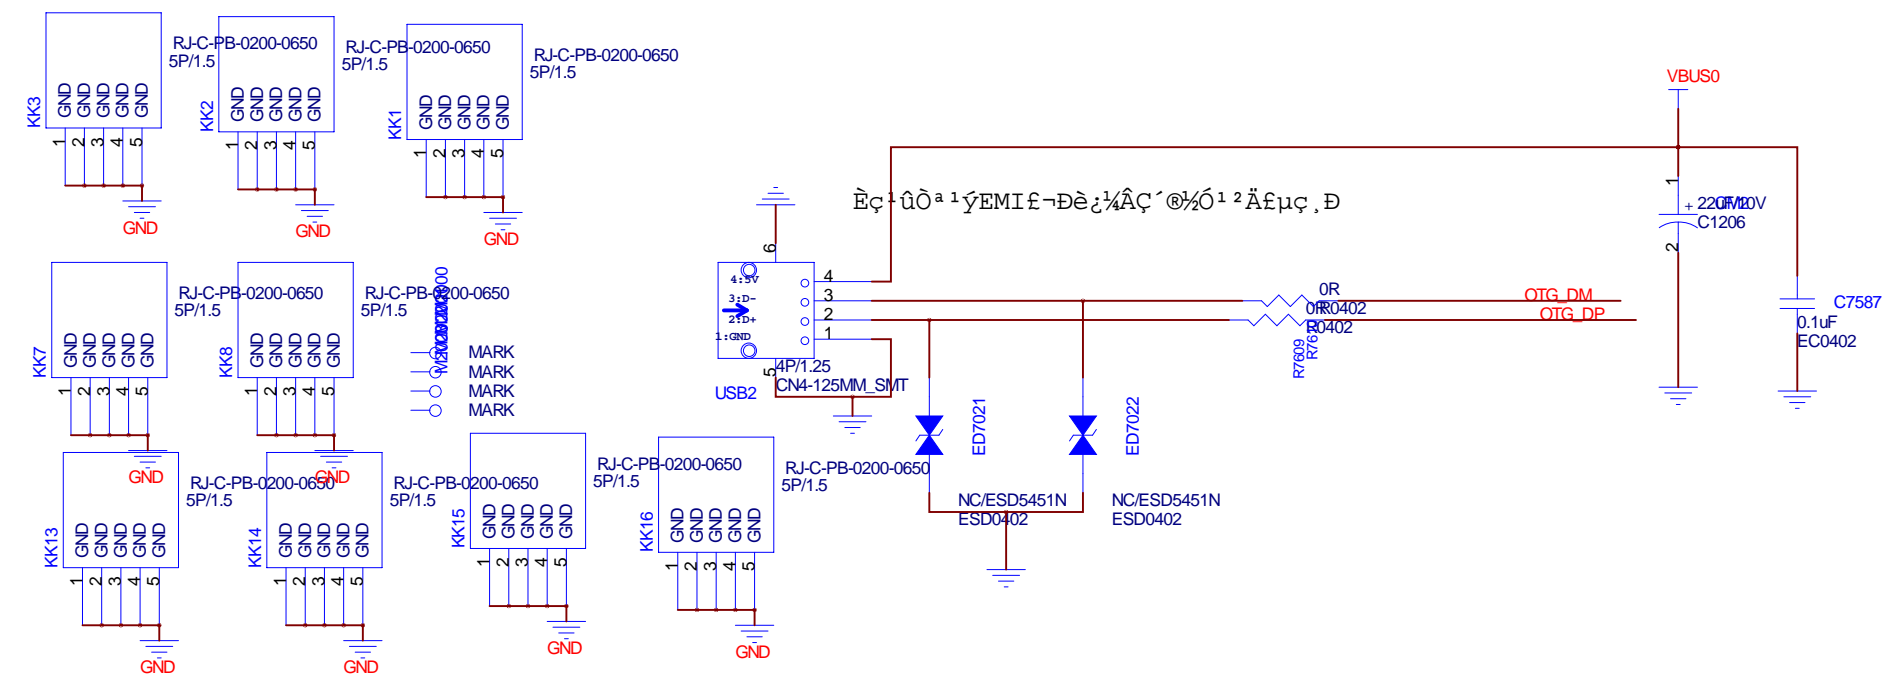 RJ-C-PB-0200-0650
5P/1.5
KK3
GND GND GND GND GND
1 2 3 4 5
GND
RJ-C-PB-0200-0650
5P/1.5
KK2
GND GND GND GND GND
1 2 3 4 5
GND
RJ-C-PB-0200-0650
5P/1.5
KK1
GND GND GND GND GND
1 2 3 4 5
GND
RJ-C-PB-0200-0650
5P/1.5
KK7
GND GND GND GND GND
1 2 3 4 5
GND
RJ-C-PB-0200-0650
5P/1.5
KK8
GND GND GND GND GND
1 2 3 4 5
GND
MARK
MARK
MARK
MARK
RJ-C-PB-0200-0650
5P/1.5
KK13
GND GND GND GND GND
1 2 3 4 5
GND
RJ-C-PB-0200-0650
5P/1.5
KK14
GND GND GND GND GND
1 2 3 4 5
GND
RJ-C-PB-0200-0650
5P/1.5
KK15
GND GND GND GND GND
1 2 3 4 5
GND
RJ-C-PB-0200-0650
5P/1.5
KK16
GND GND GND GND GND
1 2 3 4 5
GND
VBUS0
Èç¹ûÒª¹ýEMI£¬Ðè¿¼ÂÇ´®½Ó¹²Ä£µç¸Ð
6
4:5V
3:D-
2:D+
1:GND
4
3
2
1
5
4P/1.25
CN4-125MM_SMT
USB2
0R
0R
R0402
R0402
R7609
OTG_DM
OTG_DP
ED7021
NC/ESD5451N
ESD0402
ED7022
NC/ESD5451N
ESD0402
1
+
2
C1206
C7587
0.1uF
EC0402